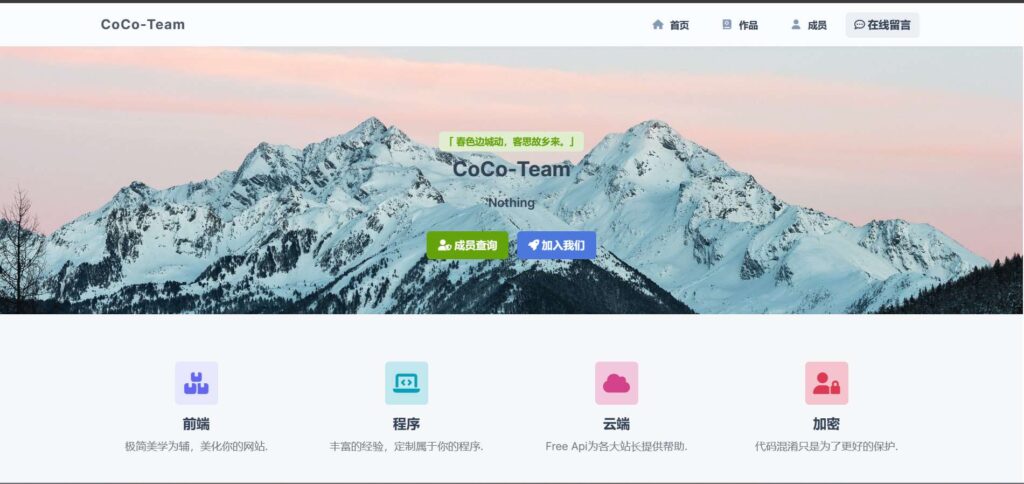 CoCo-Team
首页
作品
成员
在线留言
「 春色边城动，客思故乡来。」
CoCo-Team
Nothing
成员查询
加入我们
前端
程序
云端
加密
极简美学为辅，美化你的网站.
丰富的经验，定制属于你的程序.
Free Api为各大站长提供帮助.
代码混淆只是为了更好的保护.